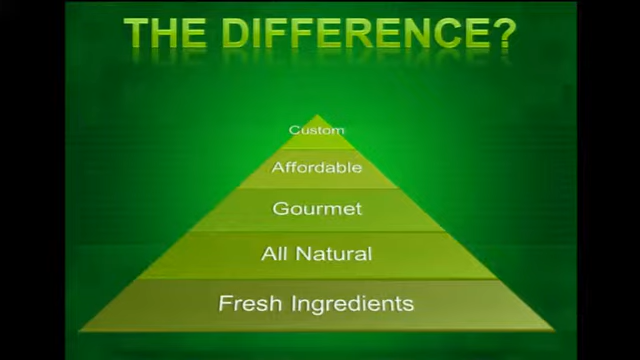 THE DIFFERENCE?
Custom
Affordable
Gourmet
All Natural
Fresh Ingredients